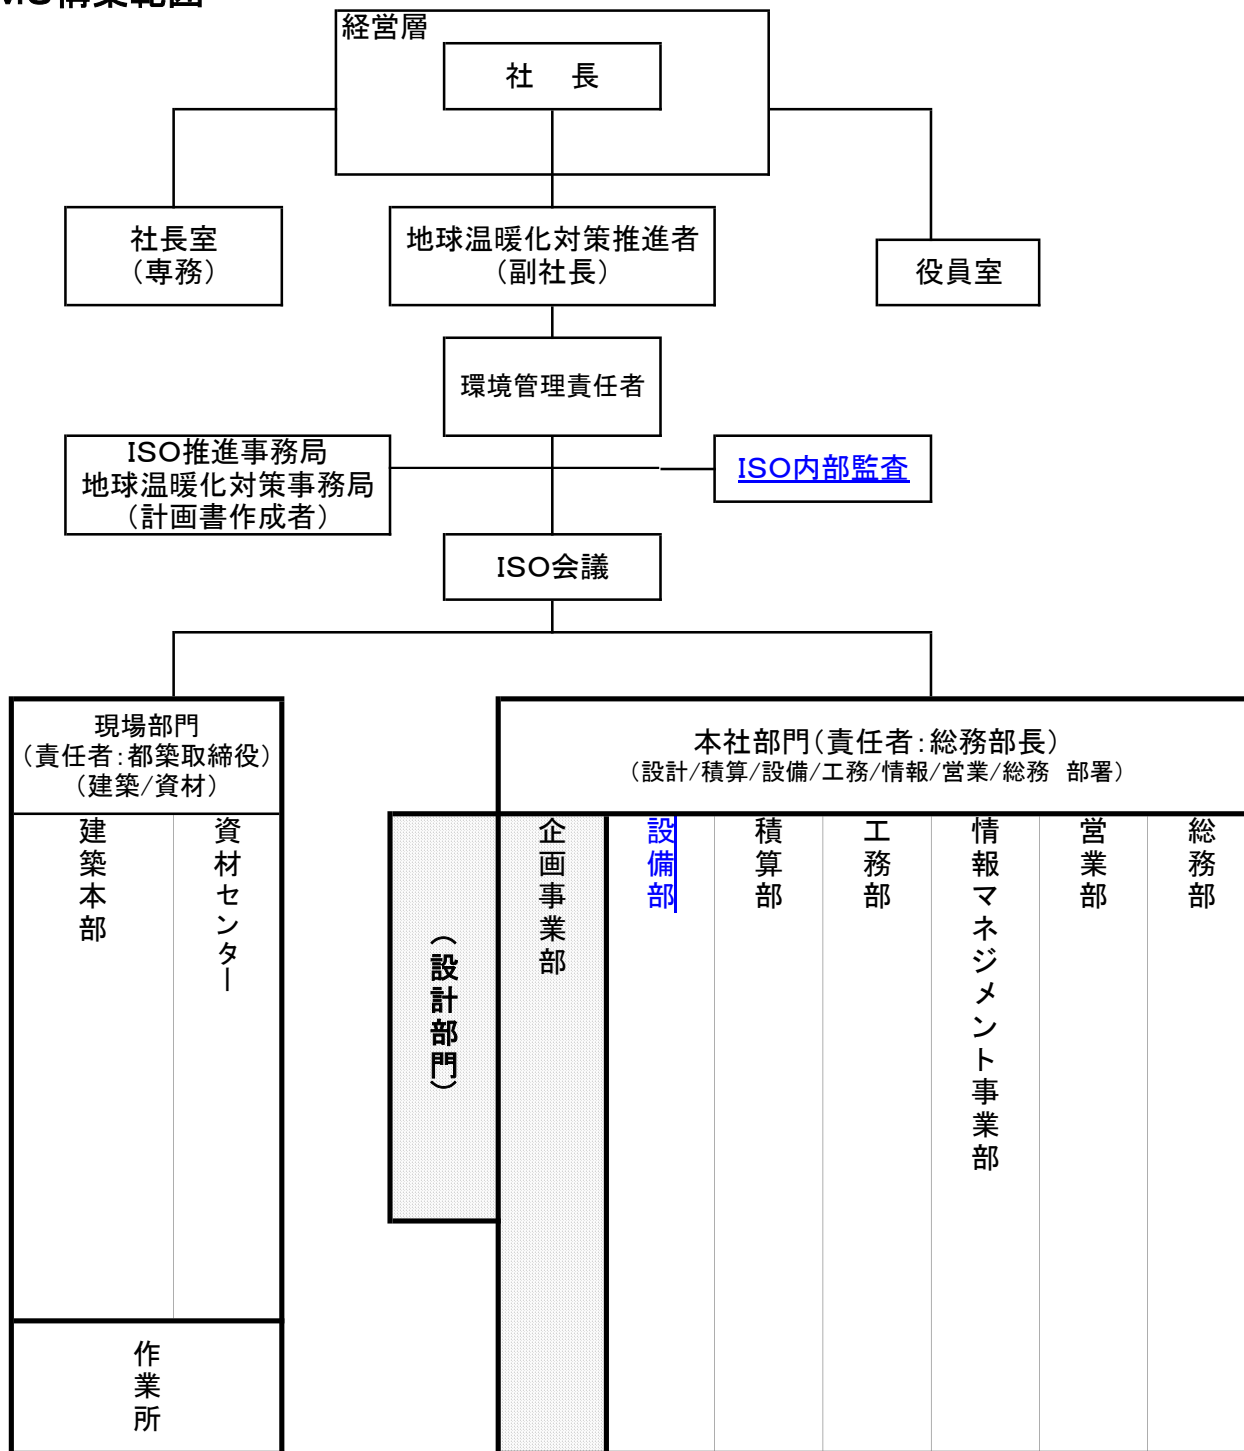 MS構築範囲
経営層
社　長
社長室
（専務）
地球温暖化対策推進者
（副社長）
役員室
環境管理責任者
ISO推進事務局
地球温暖化対策事務局
（計画書作成者）
ISO内部監査
ISO会議
現場部門
（責任者：都築取締役）
（建築/資材）
本社部門（責任者：総務部長）
（設計/積算/設備/工務/情報/営業/総務　部署）
建築本部
資材センター
（設計部門）
企画事業部
設備部
積算部
工務部
情報マネジメント事業部
営業部
総務部
作業所